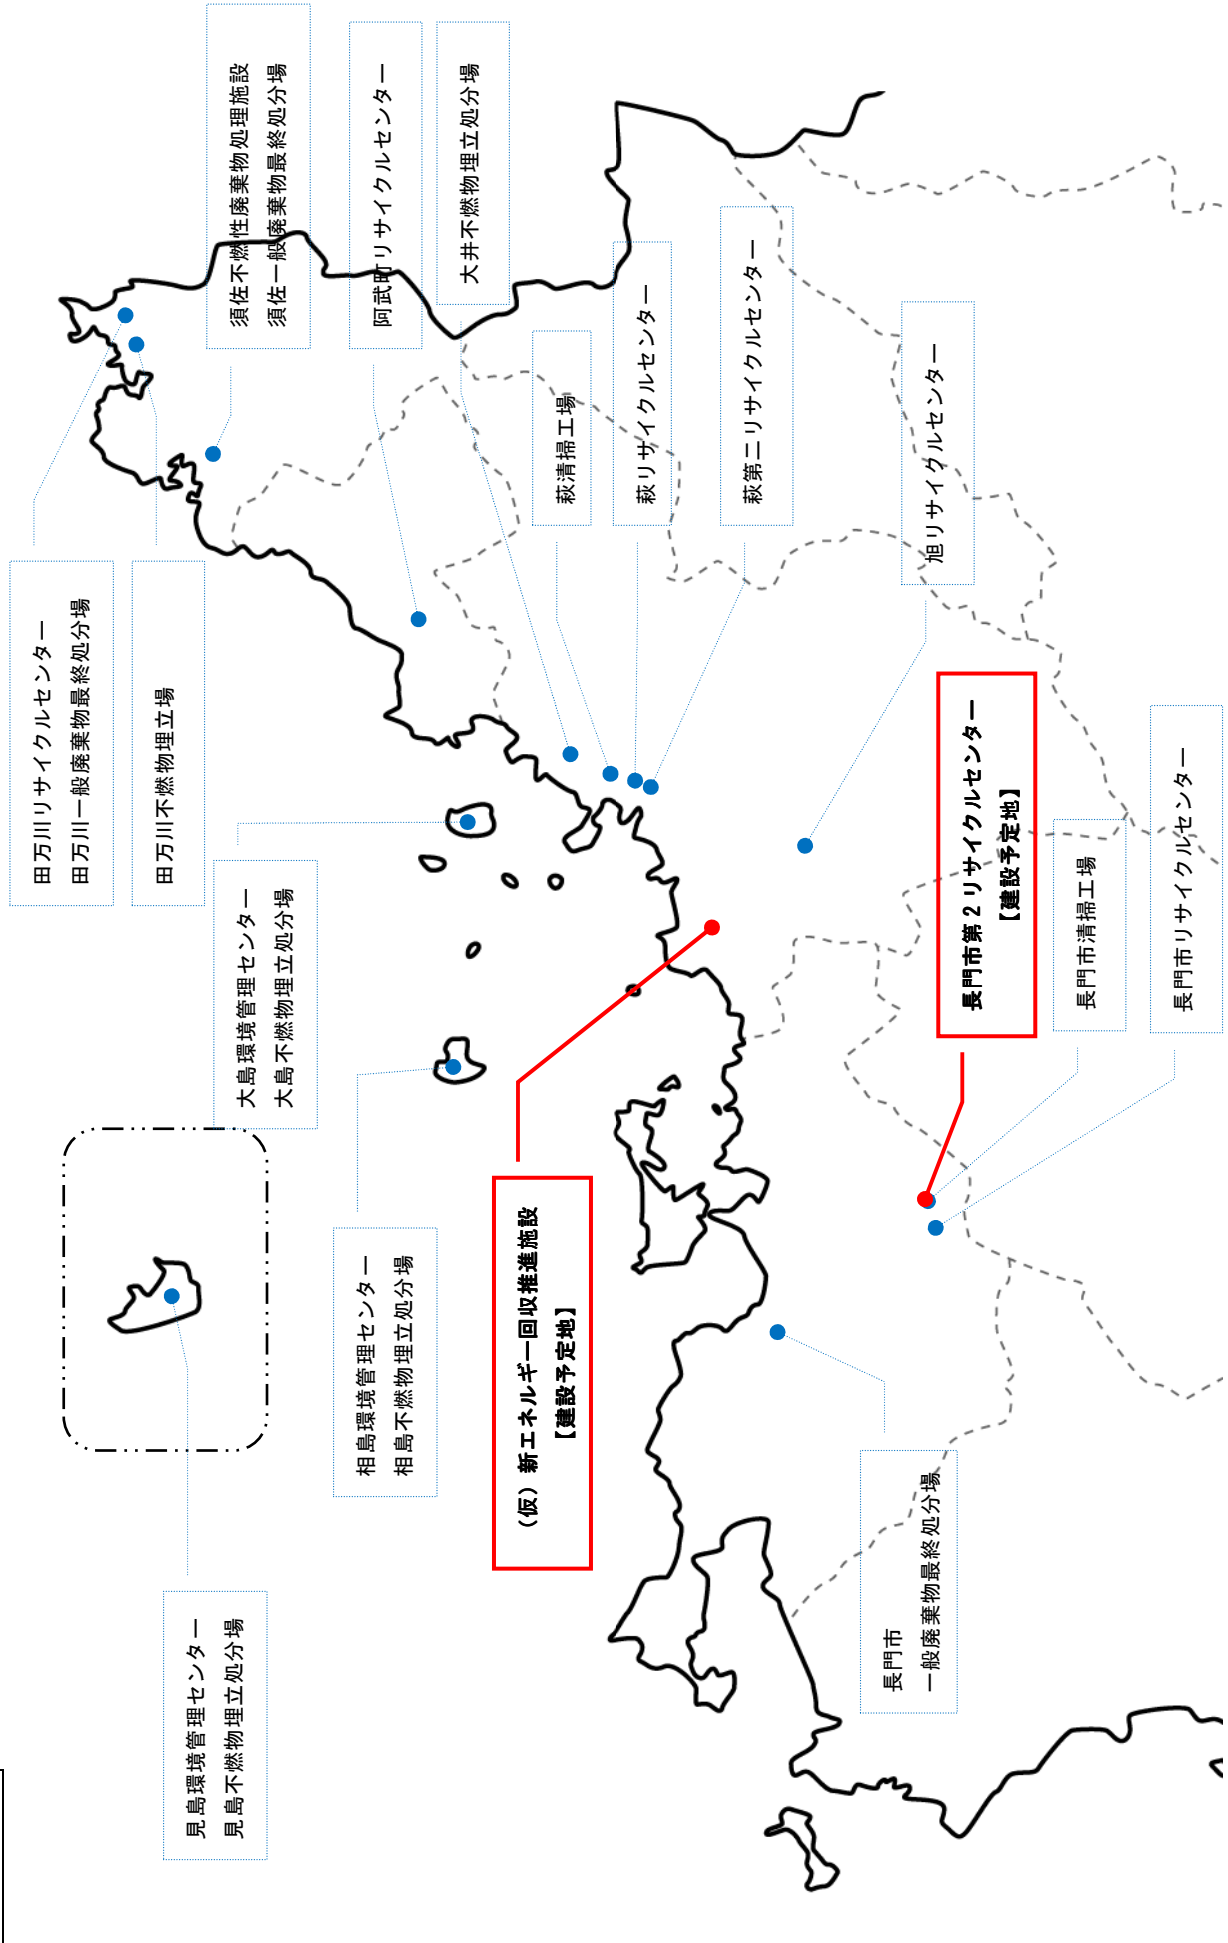 見島環境管理センター
見島不燃物埋立処分場
相島環境管理センター
相島不燃物埋立処分場
大島環境管理センター
大島不燃物埋立処分場
田万川リサイクルセンター
田万川一般廃棄物最終処分場
田万川不燃物埋立場
須佐不燃性廃棄物処理施設
須佐一般廃棄物最終処分場
阿武町リサイクルセンター
大井不燃物埋立処分場
萩清掃工場
萩リサイクルセンター
萩第二リサイクルセンター
旭リサイクルセンター
（仮）新エネルギー回収推進施設
【建設予定地】
長門市第２リサイクルセンター
【建設予定地】
長門市清掃工場
長門市リサイクルセンター
長門市
一般廃棄物最終処分場